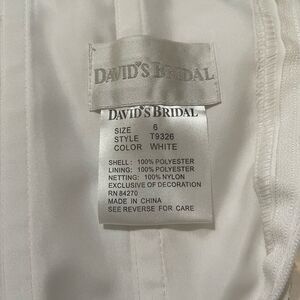 DAVID'S BRIDAL
DAVID'S BRIDAL
SIZE 6
STYLE T9326
COLOR WHITE
SHELL: 100% POLYESTER
LINING: 100% POLYESTER
NETTING: 100% NYLON
EXCLUSIVE OF DECORATION
RN 84270
MADE IN CHINA
SEE REVERSE FOR CARE